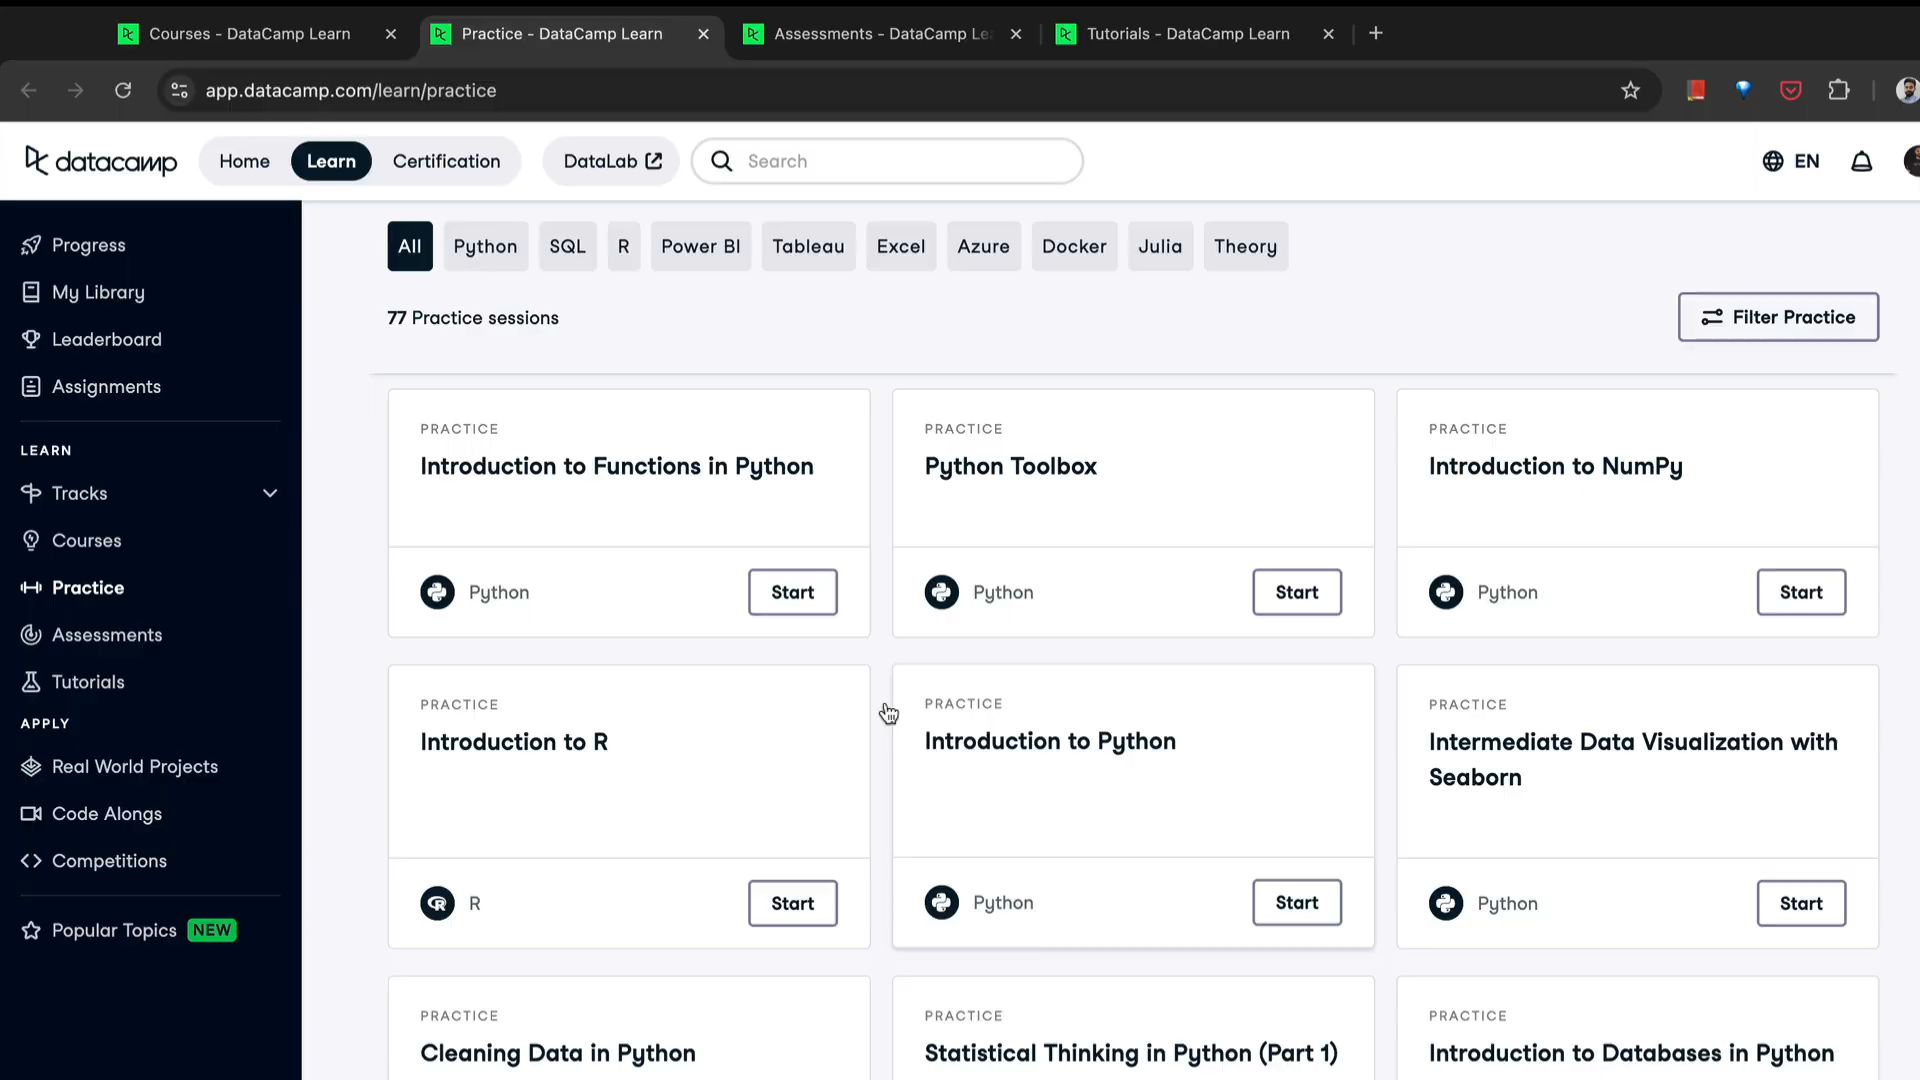 Courses - DataCamp Learn
Practice - DataCamp Learn
Assessments - DataCamp Le
Tutorials - DataCamp Learn
app.datacamp.com/learn/practice
datacamp
Home
Learn
Certification
DataLab
Search
EN
Progress
My Library
Leaderboard
Assignments
LEARN
Tracks
Courses
Practice
Assessments
Tutorials
APPLY
Real World Projects
Code Alongs
Competitions
Popular Topics NEW
All
Python
SQL
R
Power BI
Tableau
Excel
Azure
Docker
Julia
Theory
77 Practice sessions
Filter Practice
PRACTICE
Introduction to Functions in Python
Python
Start
PRACTICE
Python Toolbox
Python
Start
PRACTICE
Introduction to NumPy
Python
Start
PRACTICE
Introduction to R
R
Start
PRACTICE
Introduction to Python
Python
Start
PRACTICE
Intermediate Data Visualization with
Seaborn
Python
Start
PRACTICE
Cleaning Data in Python
PRACTICE
Statistical Thinking in Python (Part 1)
PRACTICE
Introduction to Databases in Python